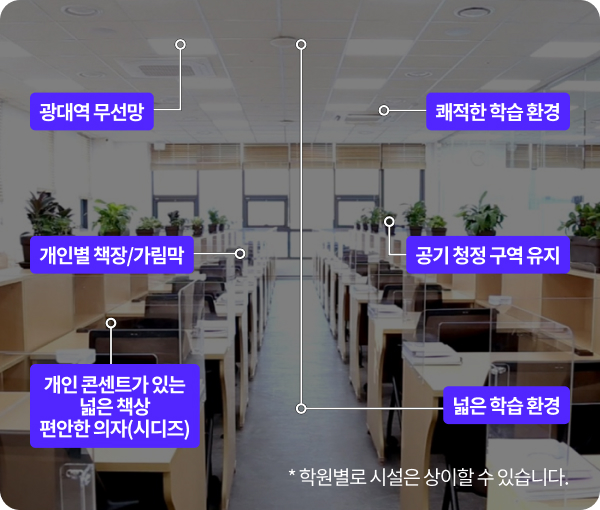 광대역 무선망
쾌적한 학습 환경
개인별 책장/가림막
공기 청정 구역 유지
개인 콘센트가 있는
넓은 책상
편안한 의자(시디즈)
넓은 학습 환경
* 학원별로 시설은 상이할 수 있습니다.